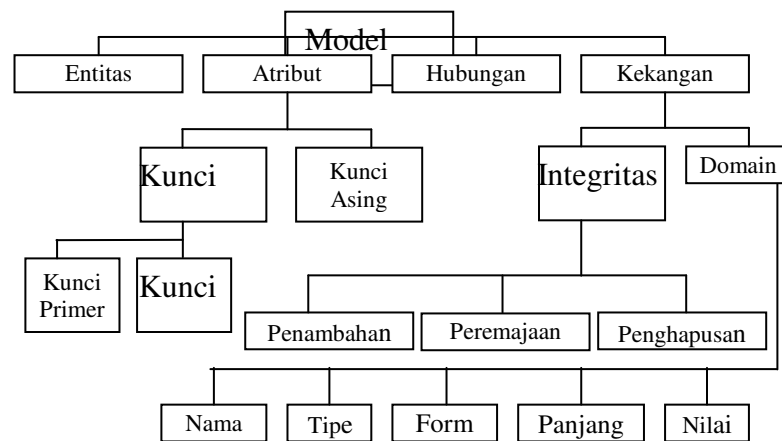 Model
Entitas
Atribut
Hubungan
Kekangan
Kunci
Kunci
Asing
Integritas
Domain
Kunci
Primer
Kunci
Penambahan
Peremajaan
Penghapusan
Nama
Tipe
Form
Panjang
Nilai